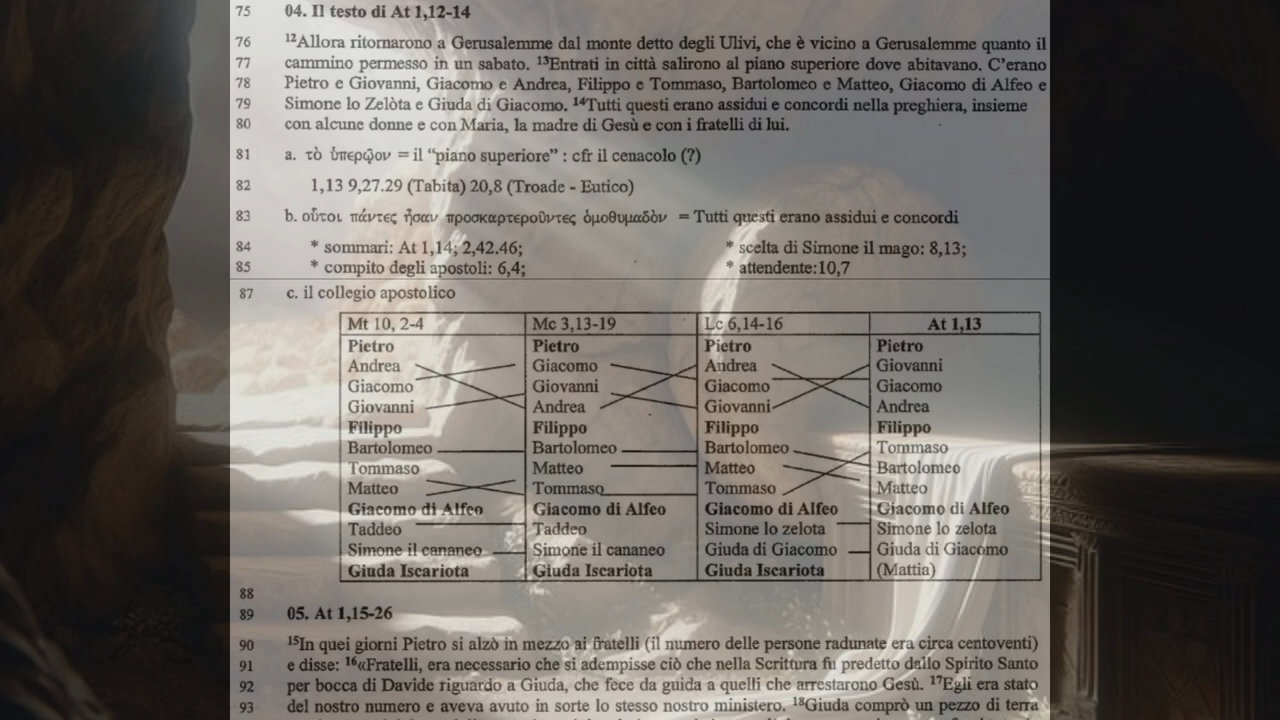 75 04. Il testo di At 1,12-14
76 ¹²Allora ritornarono a Gerusalemme dal monte detto degli Ulivi, che è vicino a Gerusalemme quanto il
77 cammino permesso in un sabato. ¹³Entrati in città salirono al piano superiore dove abitavano. C'erano
78 Pietro e Giovanni, Giacomo e Andrea, Filippo e Tommaso, Bartolomeo e Matteo, Giacomo di Alfeo e
79 Simone lo Zelòta e Giuda di Giacomo. ¹⁴Tutti questi erano assidui e concordi nella preghiera, insieme
80 con alcune donne e con Maria, la madre di Gesù e con i fratelli di lui.
81 a. τὸ ὑπερῷον = il "piano superiore" : cfr il cenacolo (?)
82 1,13 9,27.29 (Tabita) 20,8 (Troade - Eutico)
83 b. οὗτοι πάντες ἦσαν προσκαρτεροῦντες ὁμοθυμαδὸν = Tutti questi erano assidui e concordi
84 * sommari: At 1,14; 2,42.46; * scelta di Simone il mago: 8,13;
85 * compito degli apostoli: 6,4; * attendente:10,7
87 c. il collegio apostolico
Mt 10, 2-4 Mc 3,13-19 Lc 6,14-16 At 1,13
Pietro Pietro Pietro Pietro
Andrea Giacomo Andrea Giovanni
Giacomo Giovanni Giacomo Giacomo
Giovanni Andrea Giovanni Andrea
Filippo Filippo Filippo Filippo
Bartolomeo Bartolomeo Bartolomeo Tommaso
Tommaso Matteo Matteo Bartolomeo
Matteo Tommaso Tommaso Matteo
Giacomo di Alfeo Giacomo di Alfeo Giacomo di Alfeo Giacomo di Alfeo
Taddeo Taddeo Simone lo zelota Simone lo zelota
Simone il cananeo Simone il cananeo Giuda di Giacomo Giuda di Giacomo
Giuda Iscariota Giuda Iscariota Giuda Iscariota (Mattia)
88
89 05. At 1,15-26
90 ¹⁵In quei giorni Pietro si alzò in mezzo ai fratelli (il numero delle persone radunate era circa centoventi)
91 e disse: ¹⁶«Fratelli, era necessario che si adempisse ciò che nella Scrittura fu predetto dallo Spirito Santo
92 per bocca di Davide riguardo a Giuda, che fece da guida a quelli che arrestarono Gesù. ¹⁷Egli era stato
93 del nostro numero e aveva avuto in sorte lo stesso nostro ministero. ¹⁸Giuda comprò un pezzo di terra